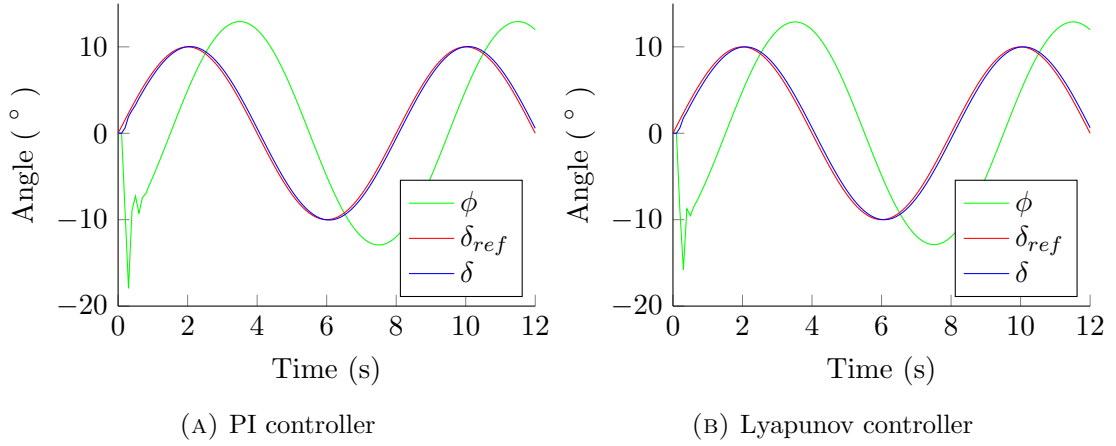 10
0
−10
−20
0 2 4 6 8 10 12
Angle ( ° )
Time (s)
ϕ
δref
δ
(A) PI controller
10
0
−10
−20
0 2 4 6 8 10 12
Angle ( ° )
Time (s)
ϕ
δref
δ
(B) Lyapunov controller